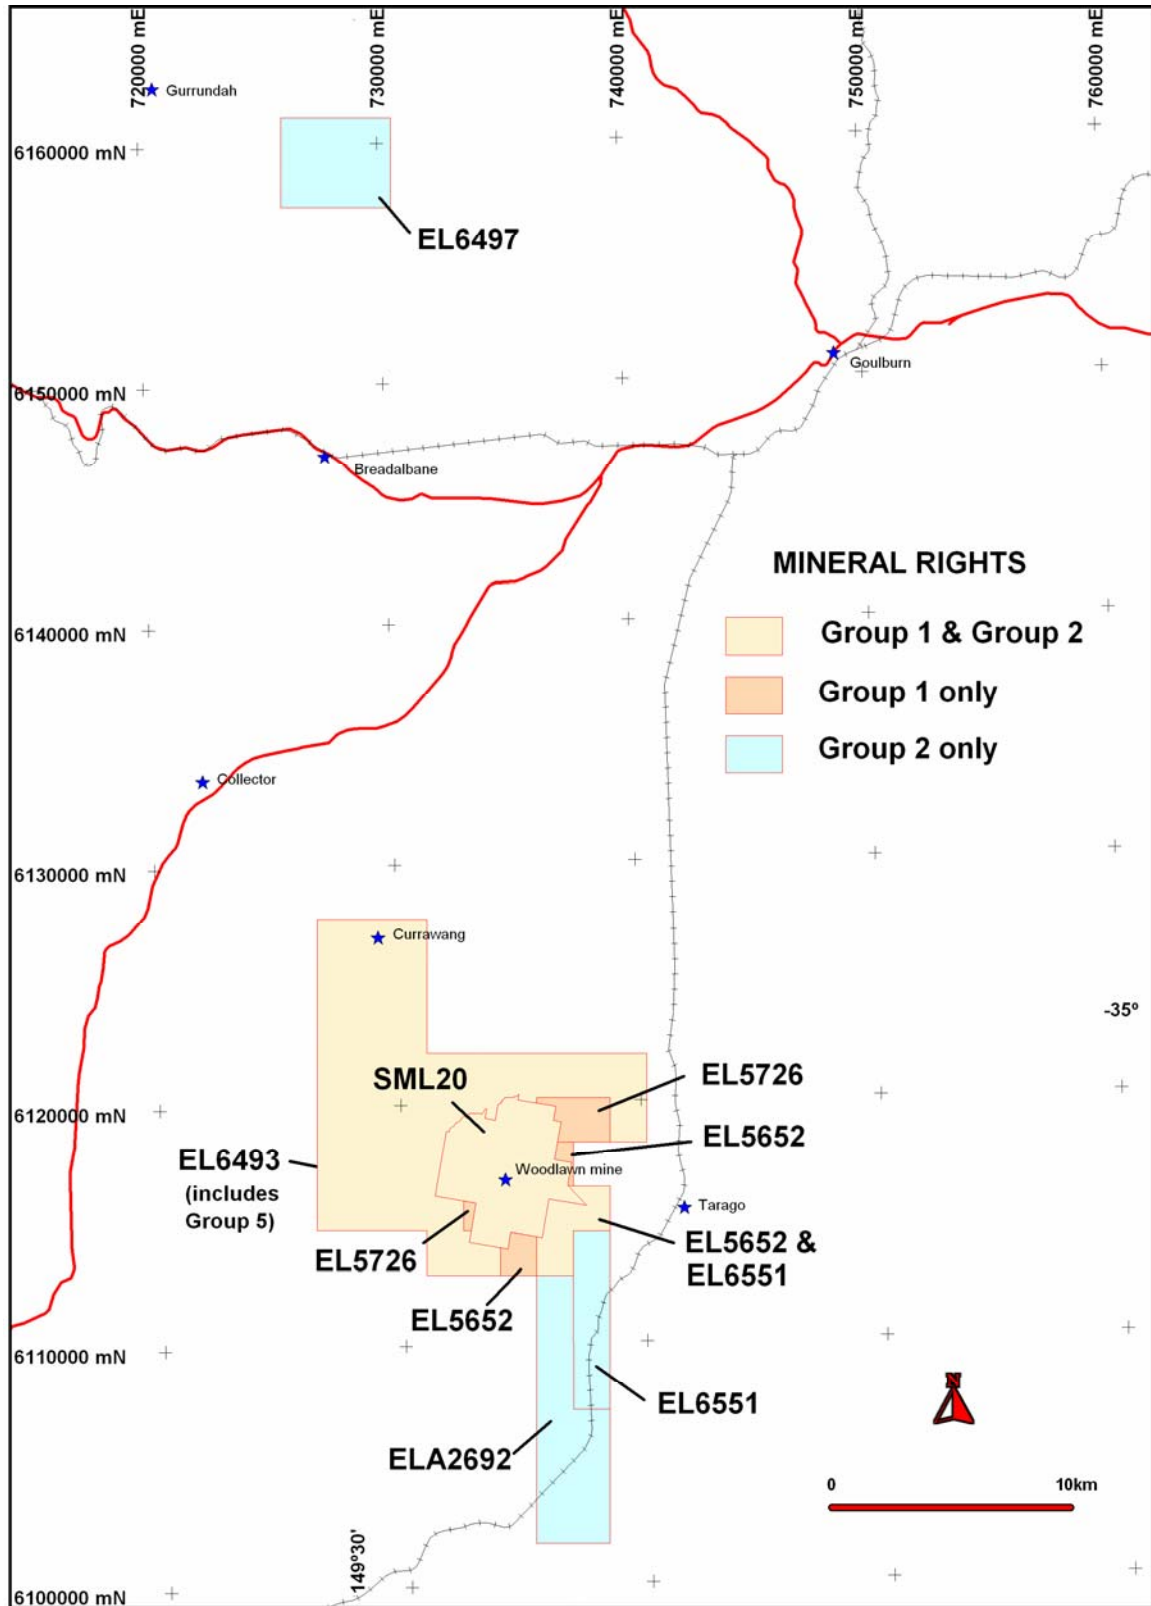 720000 mE
730000 mE
740000 mE
750000 mE
760000 mE
Gurrundah
6160000 mN
EL6497
Goulburn
6150000 mN
Breadalbane
MINERAL RIGHTS
Group 1 & Group 2
6140000 mN
Group 1 only
Group 2 only
Collector
6130000 mN
Currawang
-35º
SML20
EL5726
6120000 mN
EL5652
EL6493
(includes
Group 5)
Woodlawn mine
Tarago
EL5726
EL5652 &
EL6551
EL5652
6110000 mN
EL6551
N
ELA2692
0
10km
149º30'
6100000 mN